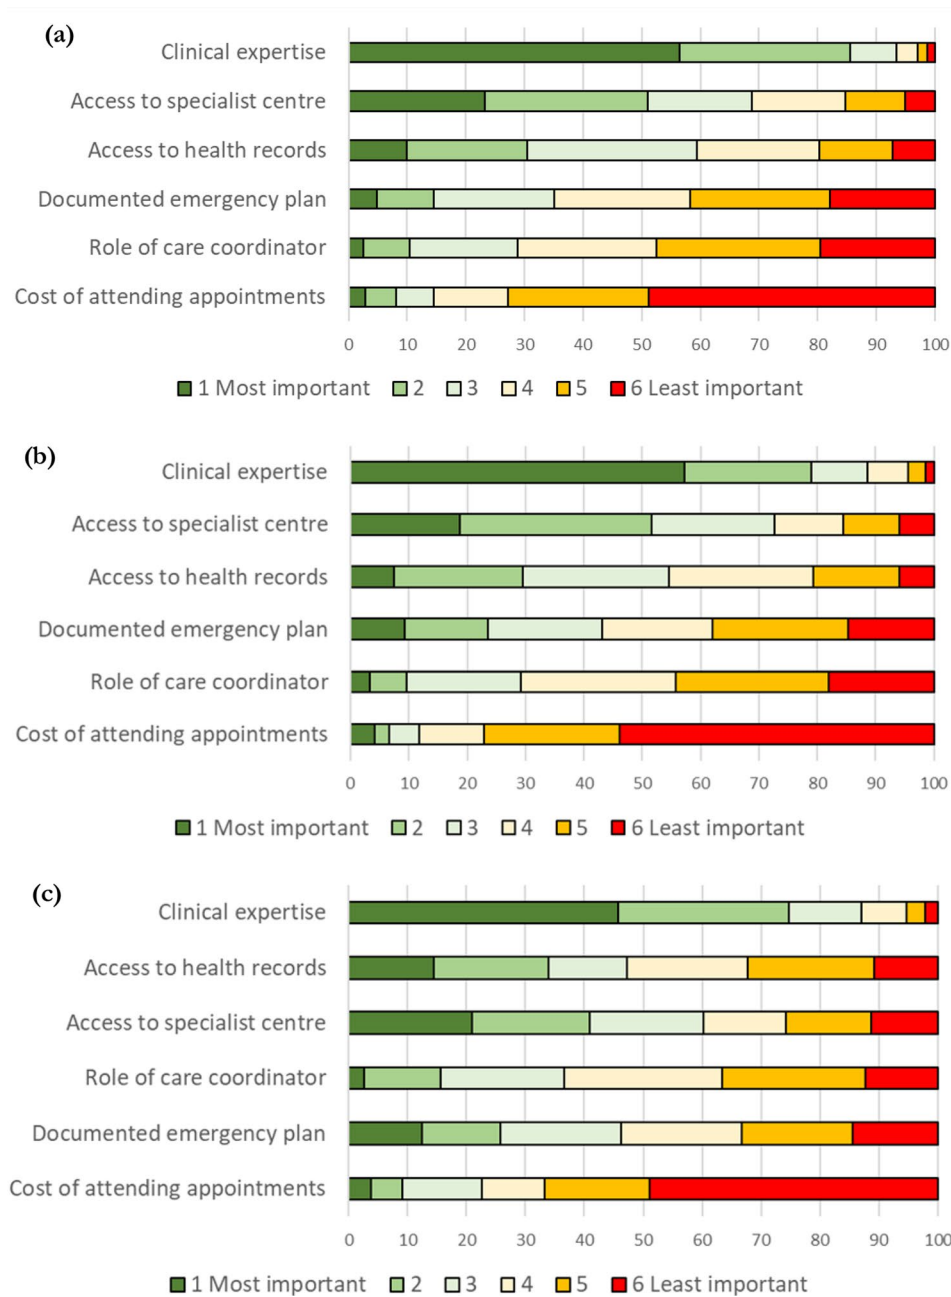 (a)
Clinical expertise
Access to specialist centre
Access to health records
Documented emergency plan
Role of care coordinator
Cost of attending appointments
0 10 20 30 40 50 60 70 80 90 100
1 Most important 2 3 4 5 6 Least important
(b)
Clinical expertise
Access to specialist centre
Access to health records
Documented emergency plan
Role of care coordinator
Cost of attending appointments
0 10 20 30 40 50 60 70 80 90 100
1 Most important 2 3 4 5 6 Least important
(c)
Clinical expertise
Access to health records
Access to specialist centre
Role of care coordinator
Documented emergency plan
Cost of attending appointments
0 10 20 30 40 50 60 70 80 90 100
1 Most important 2 3 4 5 6 Least important